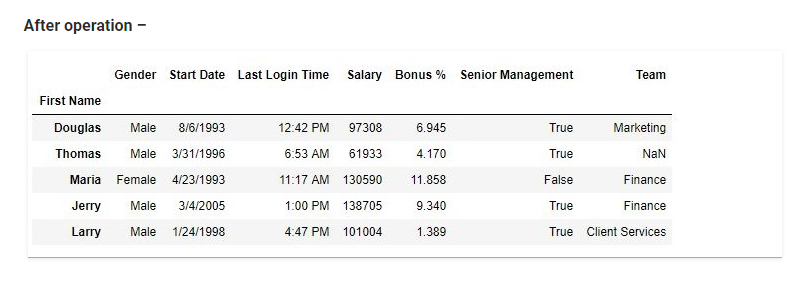 After operation –
Gender Start Date Last Login Time Salary Bonus % Senior Management Team
First Name
Douglas Male 8/6/1993 12:42 PM 97308 6.945 True Marketing
Thomas Male 3/31/1996 6:53 AM 61933 4.170 True NaN
Maria Female 4/23/1993 11:17 AM 130590 11.858 False Finance
Jerry Male 3/4/2005 1:00 PM 138705 9.340 True Finance
Larry Male 1/24/1998 4:47 PM 101004 1.389 True Client Services